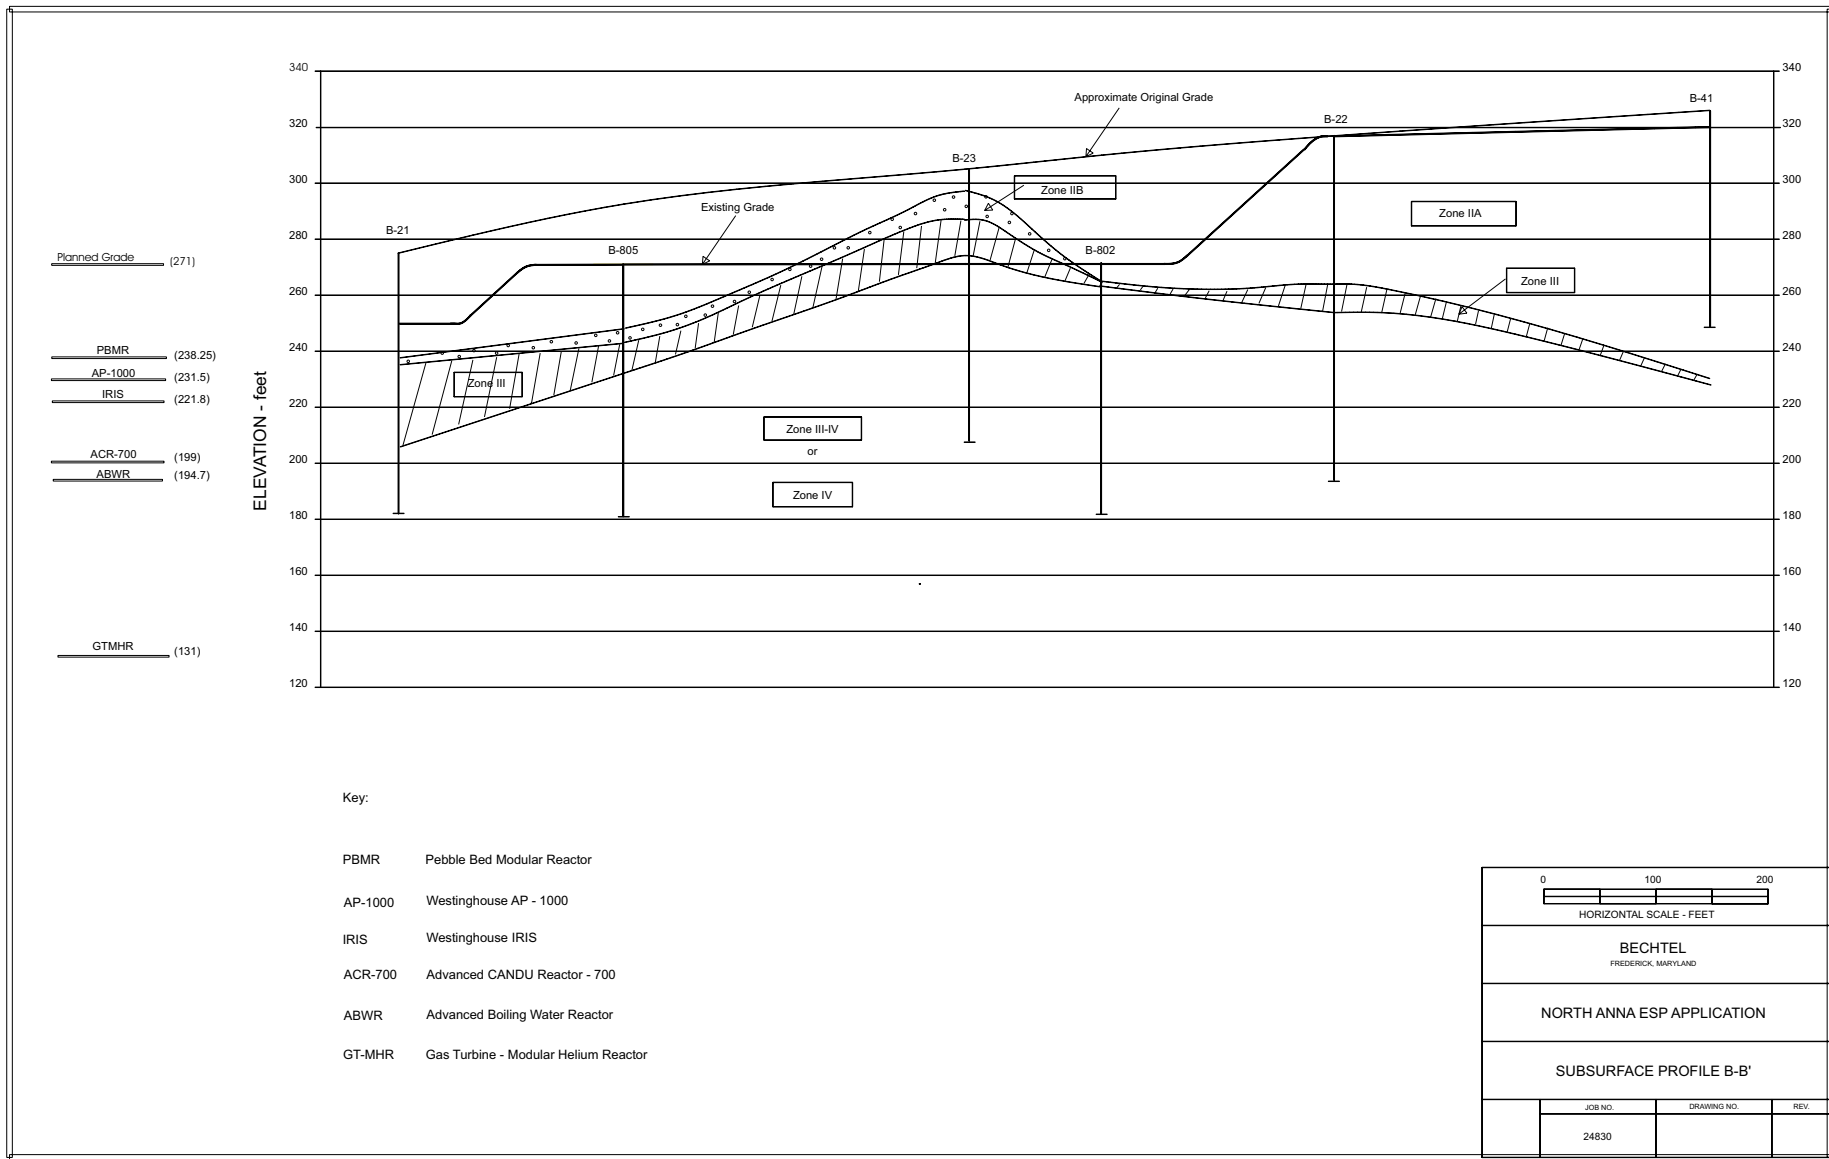 340
340
Approximate Original Grade
B-41
B-22
320
320
B-23
300
Zone IIB
300
Existing Grade
Zone IIA
B-21
280
280
B-805
B-802
Planned Grade (271)
Zone III
260
260
PBMR (238.25)
240
240
AP-1000 (231.5)
Zone III
IRIS (221.8)
220
220
ELEVATION - feet
Zone III-IV
or
ACR-700 (199)
200
200
ABWR (194.7)
Zone IV
180
180
160
160
140
140
GTMHR (131)
120
120
Key:
PBMR Pebble Bed Modular Reactor
AP-1000 Westinghouse AP - 1000
IRIS Westinghouse IRIS
ACR-700 Advanced CANDU Reactor - 700
ABWR Advanced Boiling Water Reactor
GT-MHR Gas Turbine - Modular Helium Reactor
0 100 200
HORIZONTAL SCALE - FEET
BECHTEL
FREDERICK, MARYLAND
NORTH ANNA ESP APPLICATION
SUBSURFACE PROFILE B-B'
JOB NO. DRAWING NO. REV.
24830